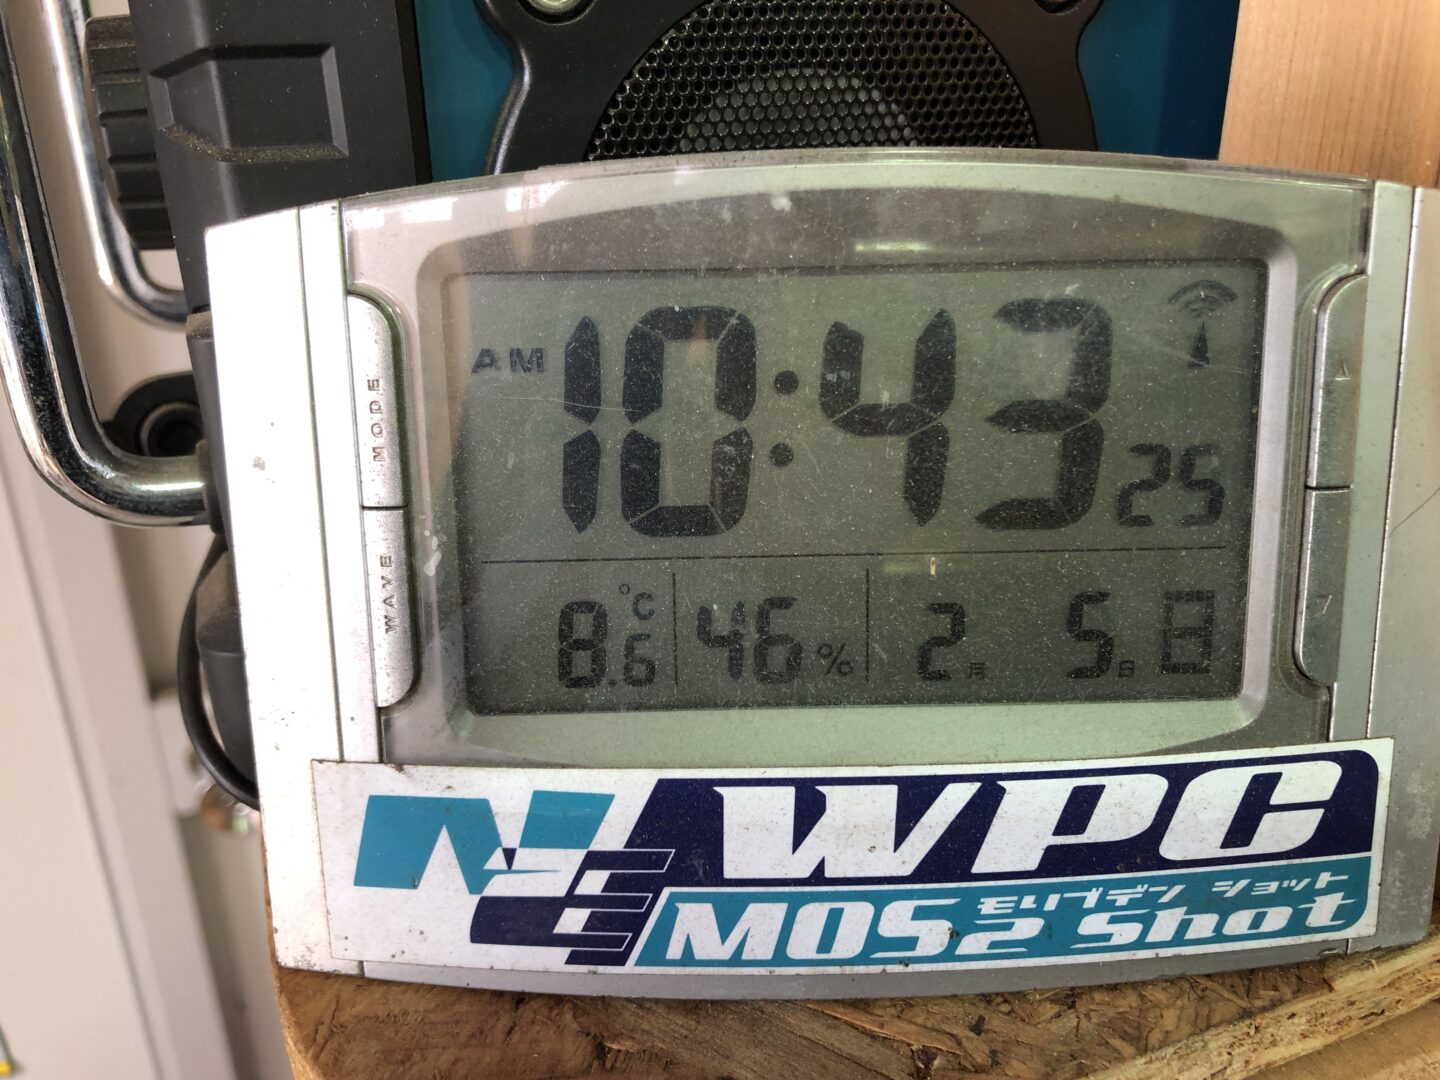 AM 10:43 25
8.6 °C 46 % 2 月 5 日 日
MODE
WAVE
NE WPC
モリブデン ショット
MOS2 Shot